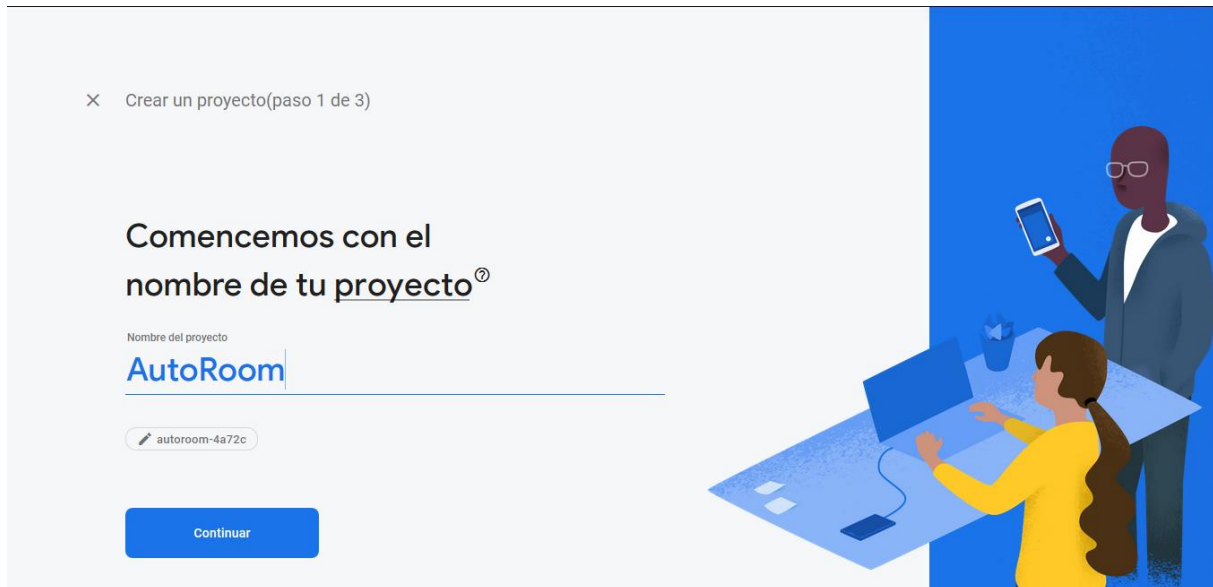 Crear un proyecto(paso 1 de 3)
Comencemos con el
nombre de tu proyecto
Nombre del proyecto
AutoRoom
autoroom-4a72c
Continuar